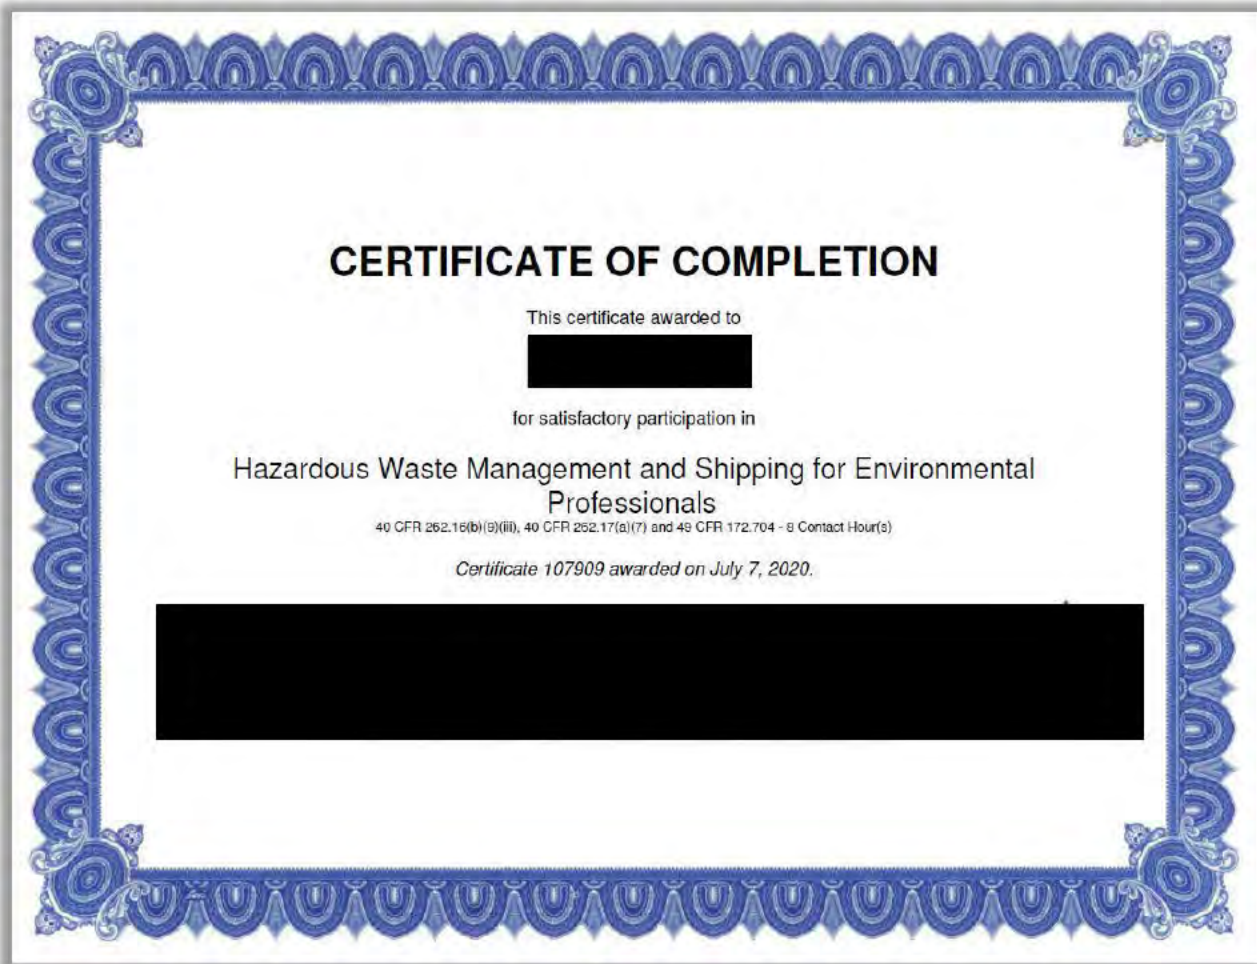 CERTIFICATE OF COMPLETION
This certificate awarded to
for satisfactory participation in
Hazardous Waste Management and Shipping for Environmental
Professionals
40 CFR 262.16(b)(9)(iii), 40 CFR 262.17(a)(7) and 49 CFR 172.704 - 8 Contact Hour(s)
Certificate 107909 awarded on July 7, 2020.